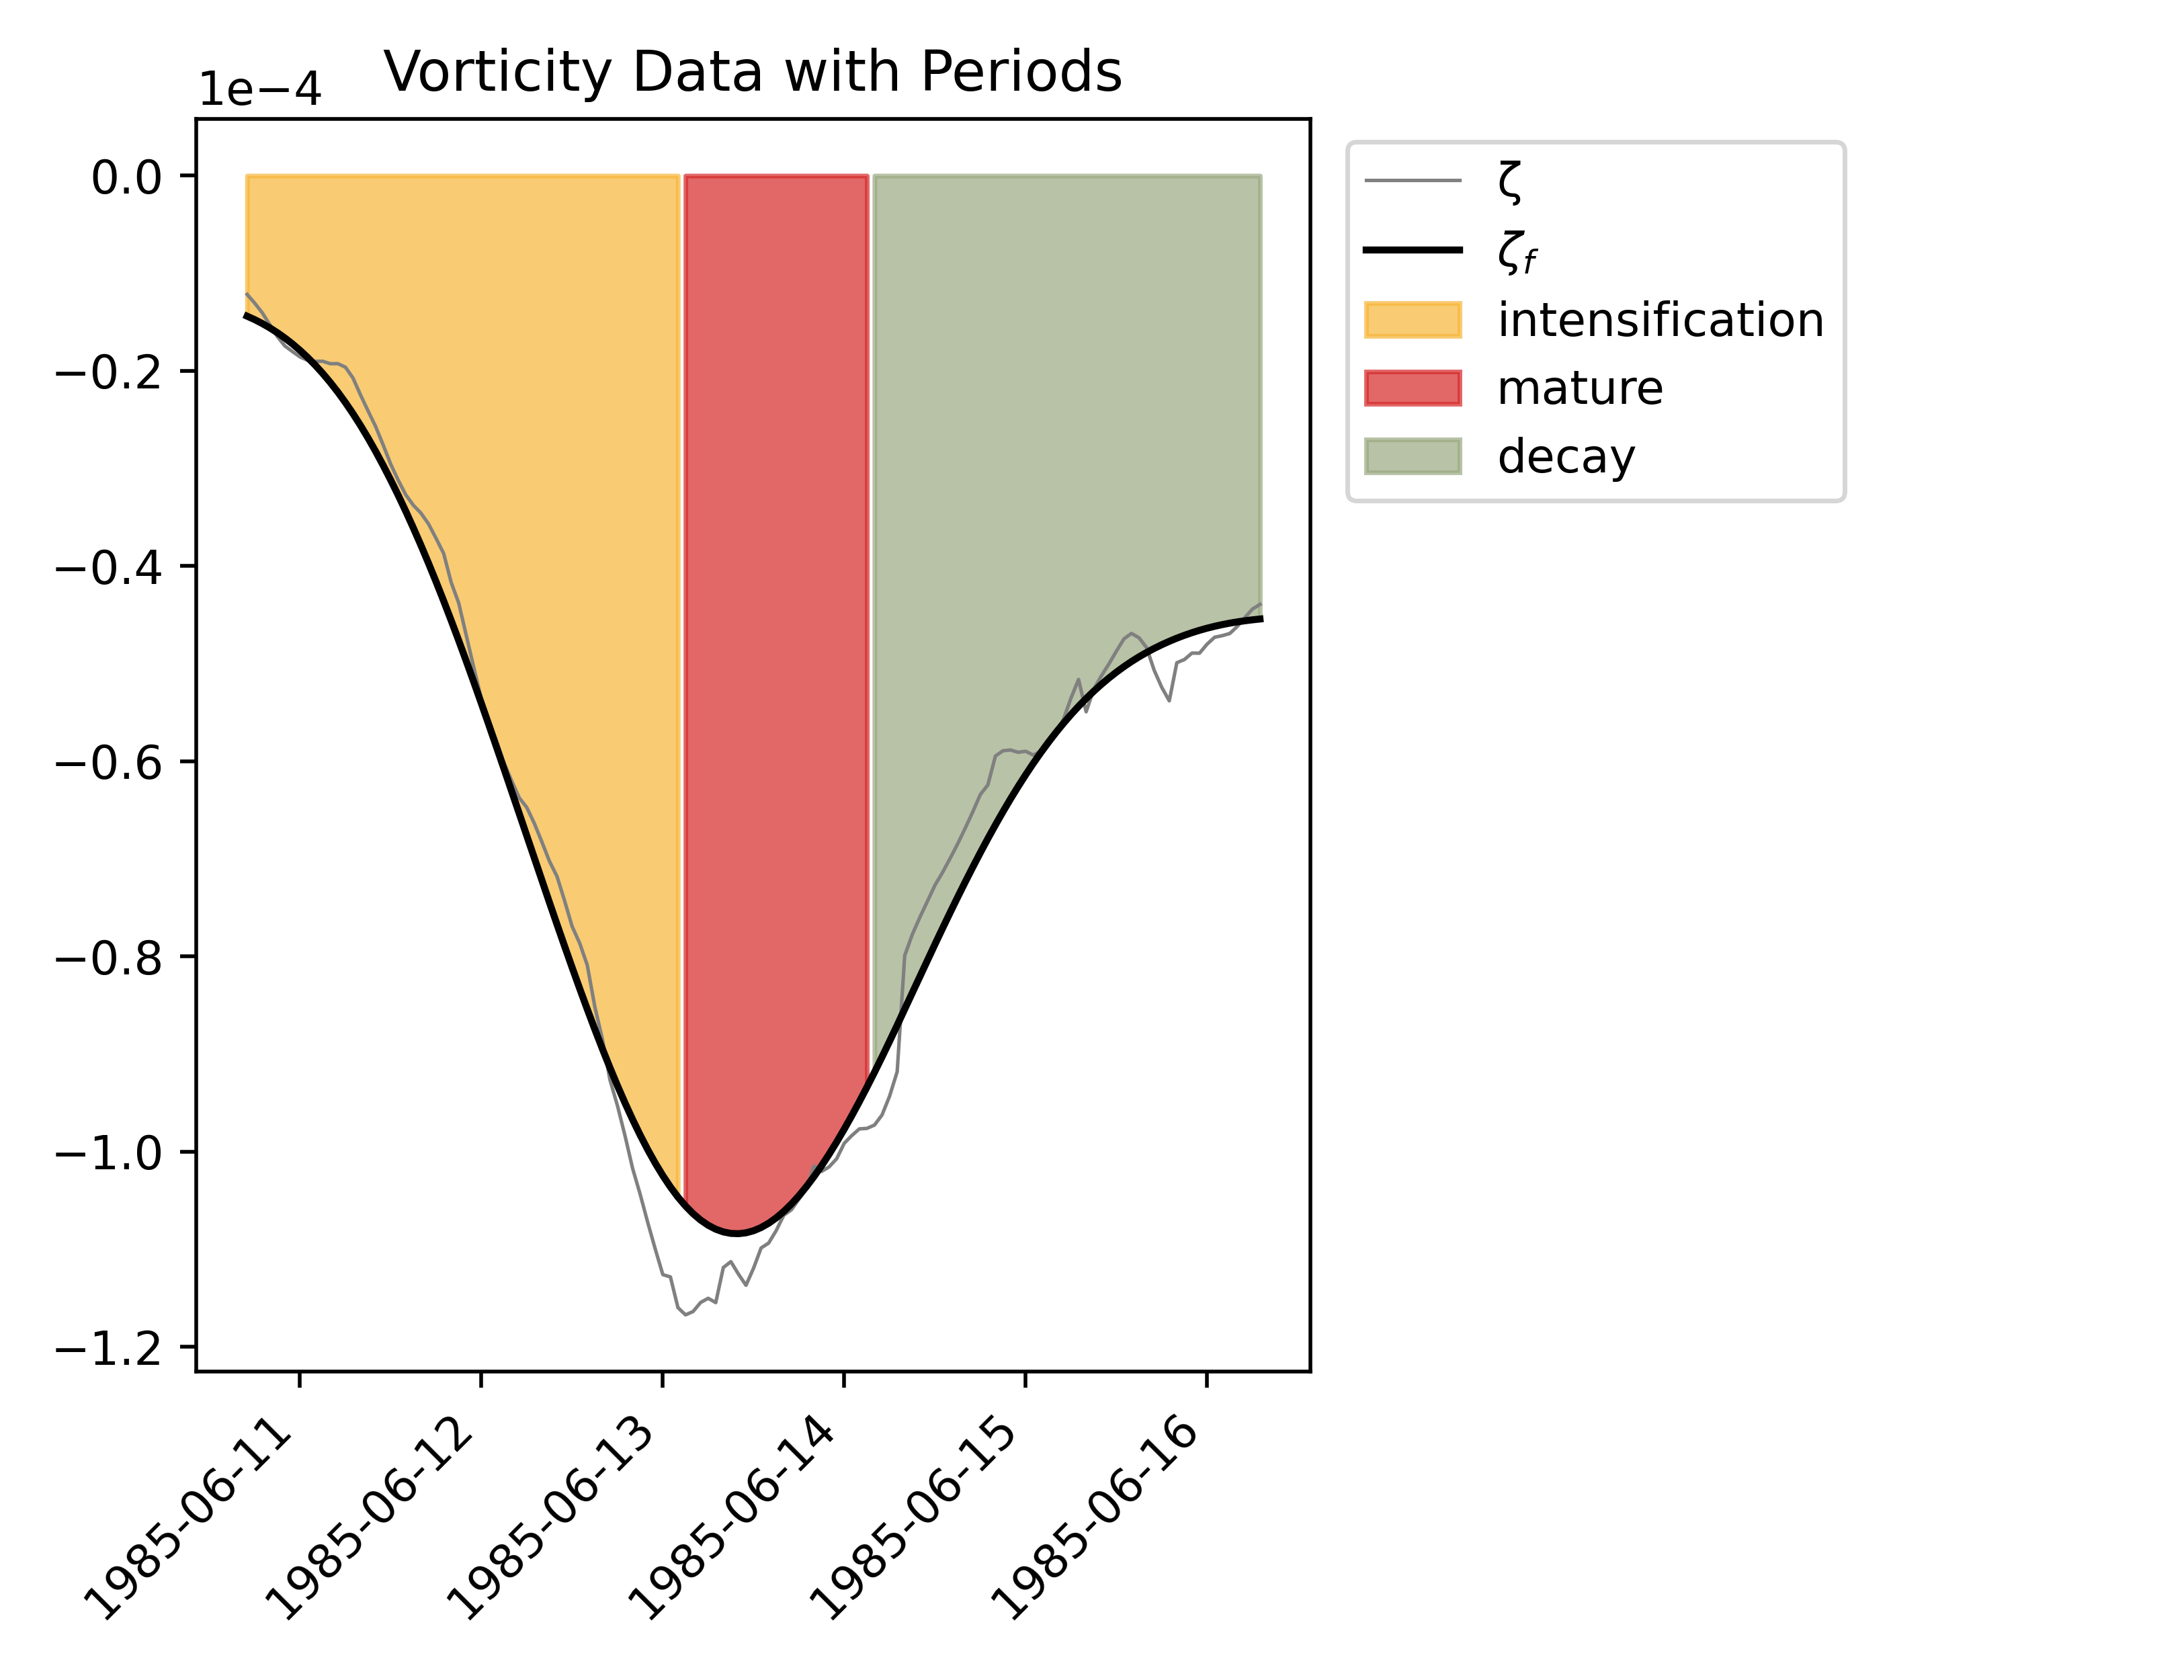 Vorticity Data with Periods
1e−4
0.0
−0.2
−0.4
−0.6
−0.8
−1.0
−1.2
1985-06-11
1985-06-12
1985-06-13
1985-06-14
1985-06-15
1985-06-16
ζ
ζf
intensification
mature
decay